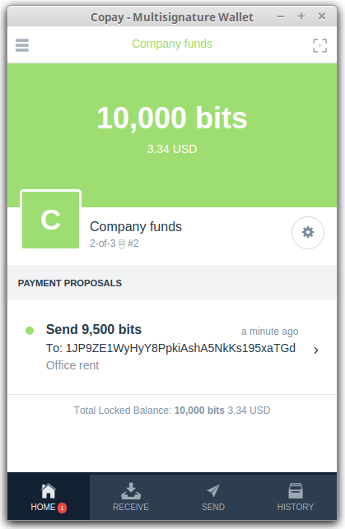 Copay - Multisignature Wallet
Company funds
10,000 bits
3.34 USD
C
Company funds
2-of-3 #2
PAYMENT PROPOSALS
Send 9,500 bits a minute ago
To: 1JP9ZE1WyHyY8PpkiAshA5NkKs195xaTGd
Office rent
Total Locked Balance: 10,000 bits 3.34 USD
HOME 1 RECEIVE SEND HISTORY